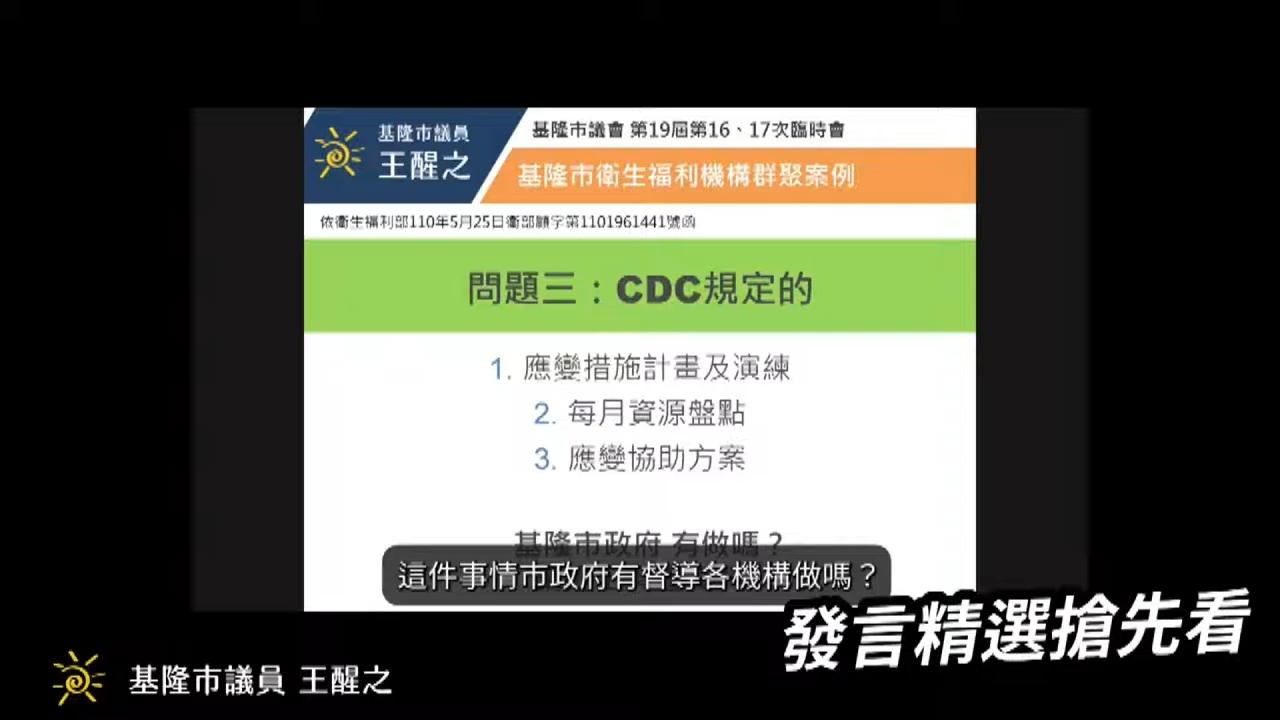 基隆市議員
王醒之
基隆市議會 第19屆第16、17次臨時會
基隆市衛生福利機構群聚案例
依衛生福利部110年5月25日衛部顧字第1101961441號函
問題三：CDC規定的
1. 應變措施計畫及演練
2. 每月資源盤點
3. 應變協助方案
基隆市政府 有做嗎？
這件事情市政府有督導各機構做嗎？
發言精選搶先看
基隆市議員 王醒之